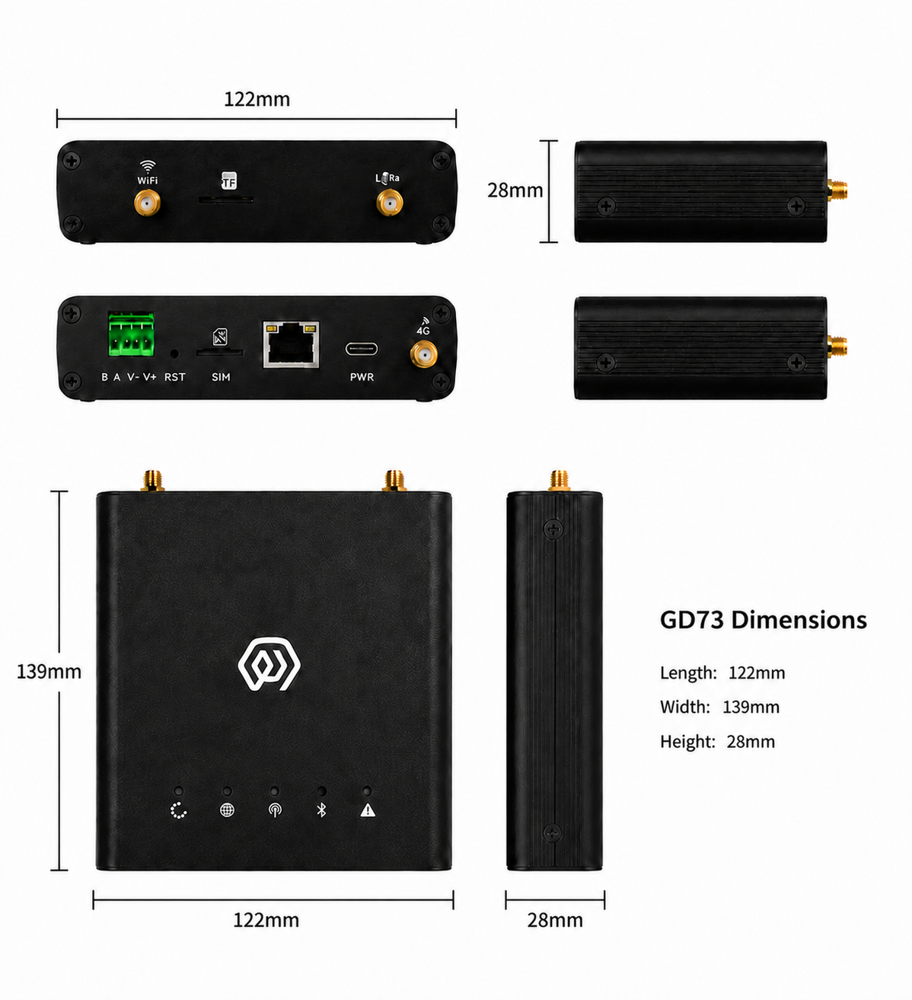 122mm
WiFi
TF
LoRa
28mm
4G
B A V- V+ RST SIM PWR
139mm
GD73 Dimensions
Length: 122mm
Width: 139mm
Height: 28mm
122mm
28mm